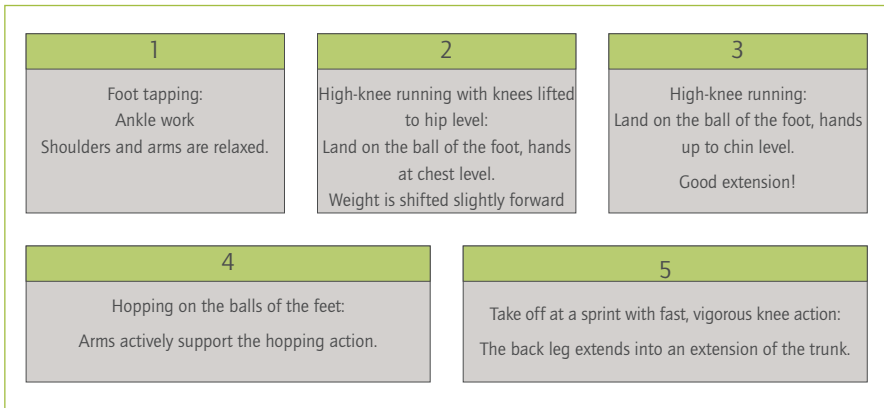 1
Foot tapping:
Ankle work
Shoulders and arms are relaxed.
2
High-knee running with knees lifted
to hip level:
Land on the ball of the foot, hands
at chest level.
Weight is shifted slightly forward
3
High-knee running:
Land on the ball of the foot, hands
up to chin level.
Good extension!
4
Hopping on the balls of the feet:
Arms actively support the hopping action.
5
Take off at a sprint with fast, vigorous knee action:
The back leg extends into an extension of the trunk.